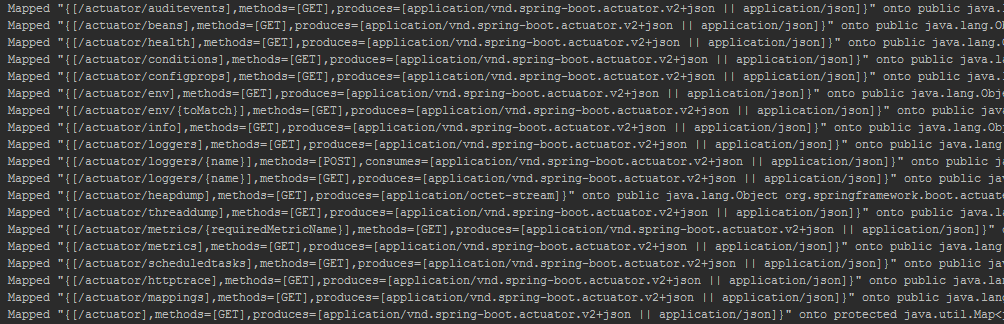 Mapped "{[/actuator/auditevents],methods=[GET],produces=[application/vnd.spring-boot.actuator.v2+json || application/json]}" onto public java.
Mapped "{[/actuator/beans],methods=[GET],produces=[application/vnd.spring-boot.actuator.v2+json || application/json]}" onto public java.lang.Ob
Mapped "{[/actuator/health],methods=[GET],produces=[application/vnd.spring-boot.actuator.v2+json || application/json]}" onto public java.lang.
Mapped "{[/actuator/conditions],methods=[GET],produces=[application/vnd.spring-boot.actuator.v2+json || application/json]}" onto public java.la
Mapped "{[/actuator/configprops],methods=[GET],produces=[application/vnd.spring-boot.actuator.v2+json || application/json]}" onto public java.
Mapped "{[/actuator/env],methods=[GET],produces=[application/vnd.spring-boot.actuator.v2+json || application/json]}" onto public java.lang.Obje
Mapped "{[/actuator/env/{toMatch}],methods=[GET],produces=[application/vnd.spring-boot.actuator.v2+json || application/json]}" onto public jav
Mapped "{[/actuator/info],methods=[GET],produces=[application/vnd.spring-boot.actuator.v2+json || application/json]}" onto public java.lang.Ob
Mapped "{[/actuator/loggers],methods=[GET],produces=[application/vnd.spring-boot.actuator.v2+json || application/json]}" onto public java.lang
Mapped "{[/actuator/loggers/{name}],methods=[POST],consumes=[application/vnd.spring-boot.actuator.v2+json || application/json]}" onto public j
Mapped "{[/actuator/loggers/{name}],methods=[GET],produces=[application/vnd.spring-boot.actuator.v2+json || application/json]}" onto public ja
Mapped "{[/actuator/heapdump],methods=[GET],produces=[application/octet-stream]}" onto public java.lang.Object org.springframework.boot.actuat
Mapped "{[/actuator/threaddump],methods=[GET],produces=[application/vnd.spring-boot.actuator.v2+json || application/json]}" onto public java.l
Mapped "{[/actuator/metrics/{requiredMetricName}],methods=[GET],produces=[application/vnd.spring-boot.actuator.v2+json || application/json]}" o
Mapped "{[/actuator/metrics],methods=[GET],produces=[application/vnd.spring-boot.actuator.v2+json || application/json]}" onto public java.lang
Mapped "{[/actuator/scheduledtasks],methods=[GET],produces=[application/vnd.spring-boot.actuator.v2+json || application/json]}" onto public ja
Mapped "{[/actuator/httptrace],methods=[GET],produces=[application/vnd.spring-boot.actuator.v2+json || application/json]}" onto public java.la
Mapped "{[/actuator/mappings],methods=[GET],produces=[application/vnd.spring-boot.actuator.v2+json || application/json]}" onto public java.lan
Mapped "{[/actuator],methods=[GET],produces=[application/vnd.spring-boot.actuator.v2+json || application/json]}" onto protected java.util.Map<